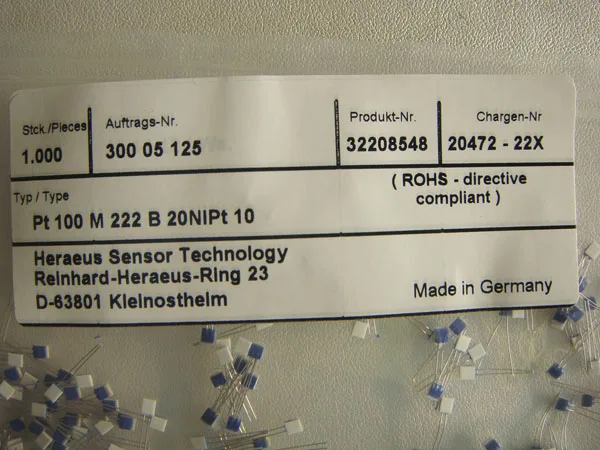 Stck./Pieces Auftrags-Nr. Produkt-Nr. Chargen-Nr
1.000 300 05 125 32208548 20472 - 22X
Typ / Type ( ROHS - directive
compliant )
Pt 100 M 222 B 20NIPt 10
Heraeus Sensor Technology
Reinhard-Heraeus-Ring 23
D-63801 Kleinostheim Made in Germany